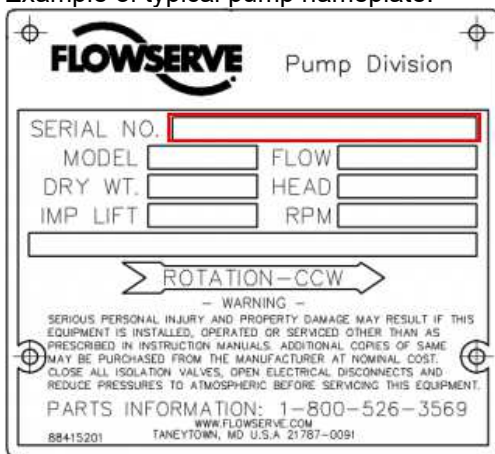 Example of typical pump nameplate:
FLOWSERVE Pump Division
SERIAL NO.
MODEL FLOW
DRY WT. HEAD
IMP LIFT RPM
ROTATION-CCW
- WARNING -
SERIOUS PERSONAL INJURY AND PROPERTY DAMAGE MAY RESULT IF THIS
EQUIPMENT IS INSTALLED, OPERATED OR SERVICED OTHER THAN AS
PRESCRIBED IN INSTRUCTION MANUALS. ADDITIONAL COPIES OF SAME
MAY BE PURCHASED FROM THE MANUFACTURER AT NOMINAL COST.
CLOSE ALL ISOLATION VALVES, OPEN ELECTRICAL DISCONNECTS AND
REDUCE PRESSURES TO ATMOSPHERIC BEFORE SERVICING THIS EQUIPMENT.
PARTS INFORMATION: 1-800-526-3569
WWW.FLOWSERVE.COM
88415201 TANEYTOWN, MD U.S.A 21787-0091